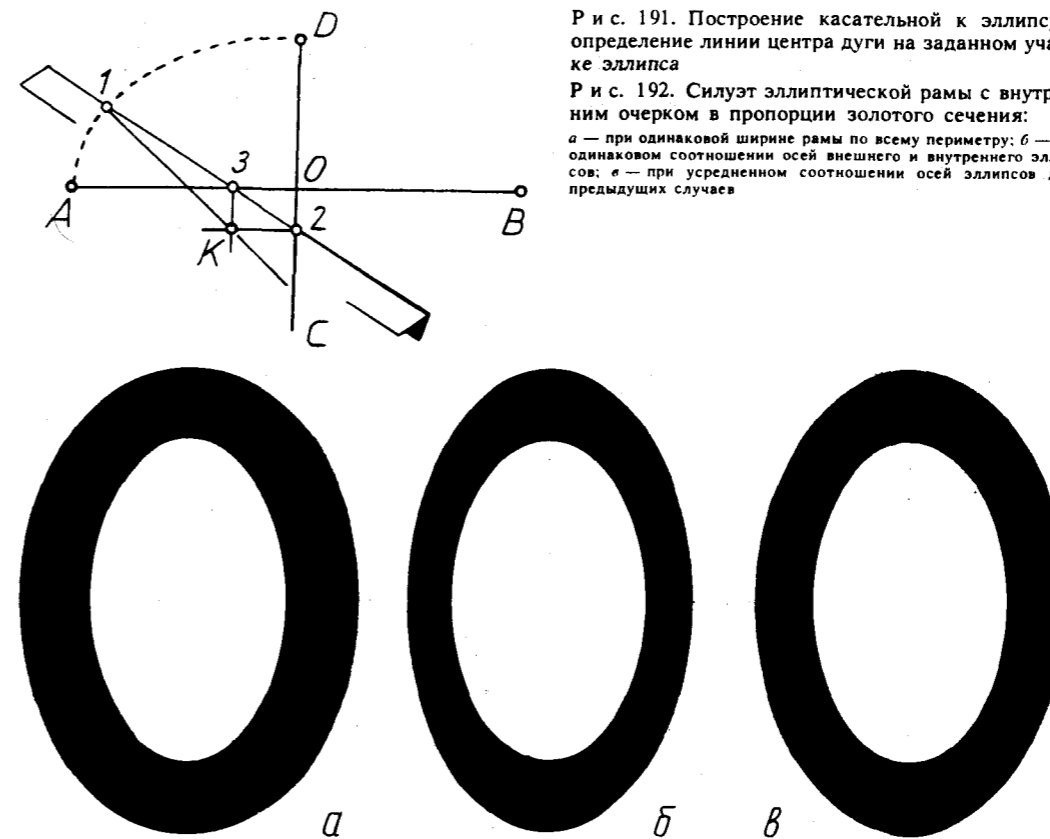 Р и с. 191. Построение касательной к эллипс
определение линии центра дуги на заданном уча
ке эллипса
Р и с. 192. Силуэт эллиптической рамы с внутр
ним очерком в пропорции золотого сечения:
а — при одинаковой ширине рамы по всему периметру; б —
одинаковом соотношении осей внешнего и внутреннего эл
сов; в — при усредненном соотношении осей эллипсов
предыдущих случаев
D
1
3
O
A
B
K
2
C
а
б
в